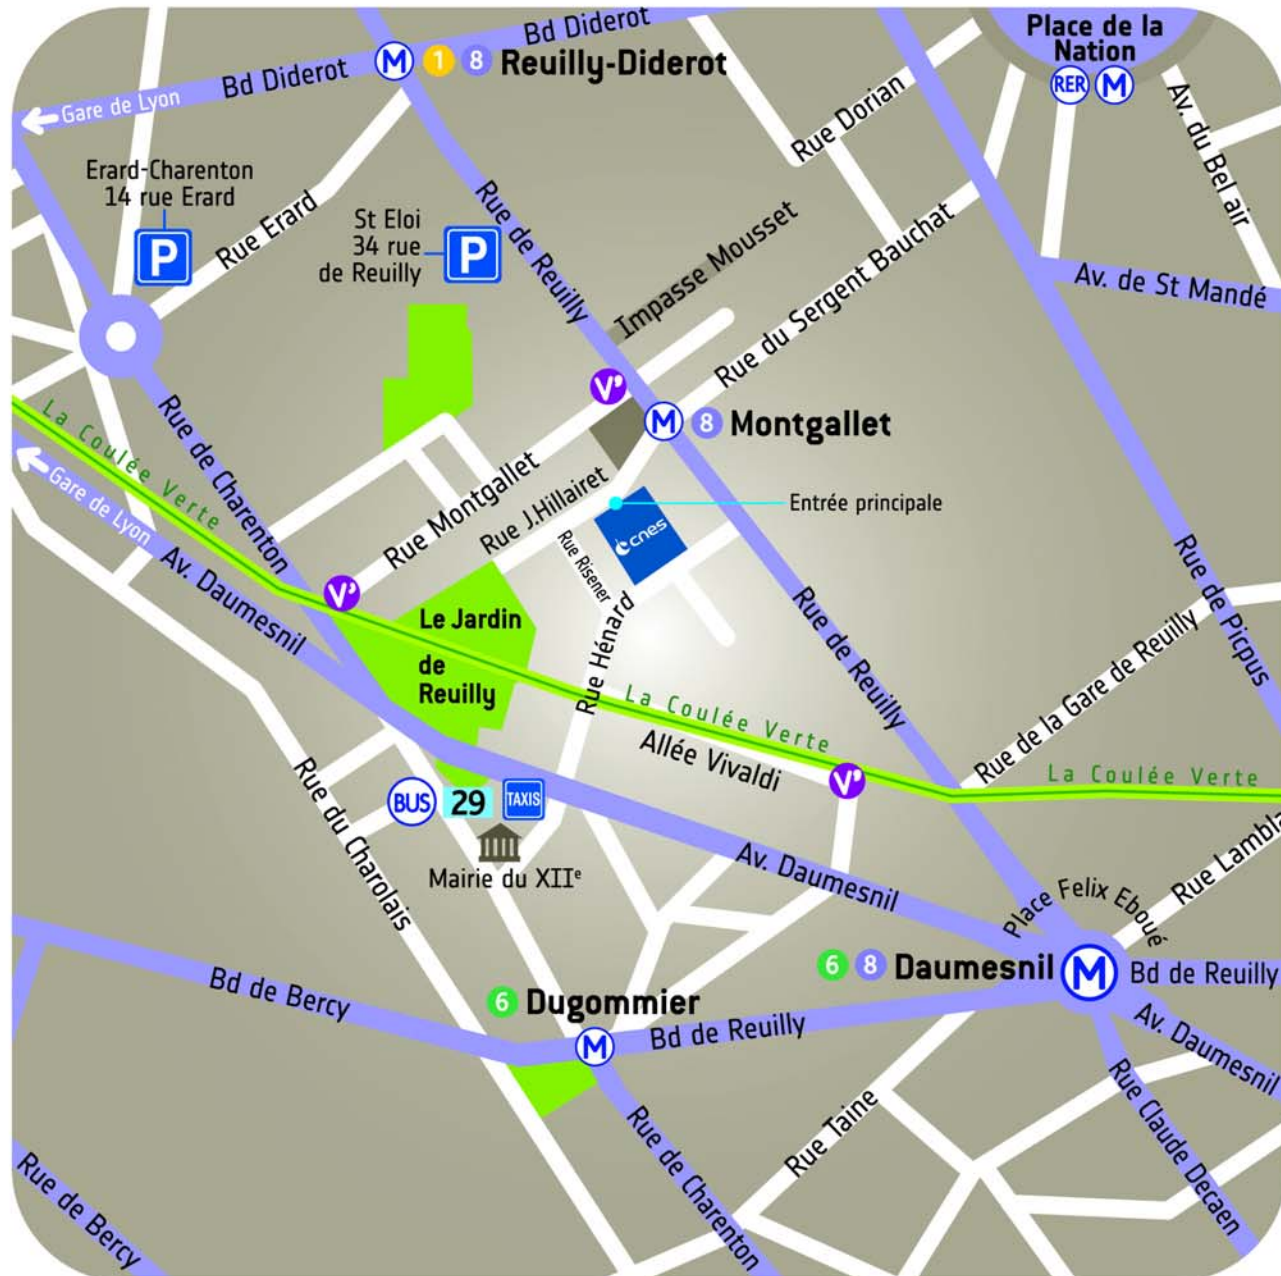 Bd Diderot
Place de la
Nation
RER M
M 1 8 Reuilly-Diderot
Bd Diderot
Gare de Lyon
Rue Dorian
Av. du Bel air
Erard-Charenton
14 rue Erard
P
Rue Erard
St Eloi
34 rue
de Reuilly
P
Rue de Reuilly
Impasse Mousset
Rue du Sergent Bauchat
Av. de St Mandé
V'
M 8 Montgallet
La Coulée Verte
Rue de Charenton
Gare de Lyon
Av. Daumesnil
Rue Montgallet
Rue J.Hillairet
Entrée principale
cnes
Rue Risener
V'
Le Jardin
de
Reuilly
Rue Hénard
Rue de Reuilly
Rue de Picpus
La Coulée Verte
Allée Vivaldi
V'
Rue de la Gare de Reuilly
La Coulée Verte
BUS 29 TAXIS
Mairie du XIIe
Rue du Charolais
Av. Daumesnil
Place Felix Eboué
Rue Lambla
6 8 Daumesnil M
Bd de Reuilly
Bd de Bercy
6 Dugommier
M
Bd de Reuilly
Av. Daumesnil
Rue Taine
Rue Claude Decaen
Rue de Charenton
Rue de Bercy